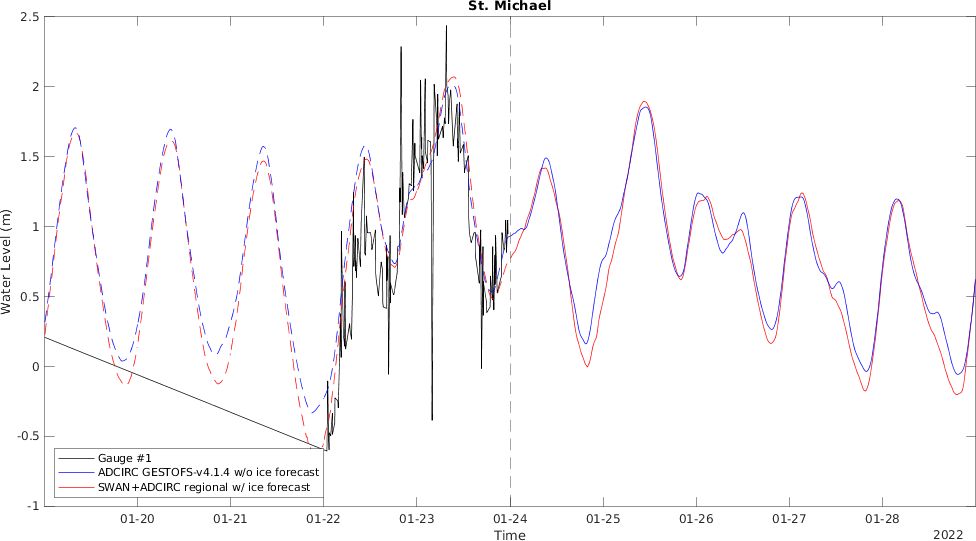 St. Michael
2.5
2
1.5
1
0.5
0
-0.5
-1
Water Level (m)
Gauge #1
ADCIRC GESTOFS-v4.1.4 w/o ice forecast
SWAN+ADCIRC regional w/ ice forecast
01-20 01-21 01-22 01-23 01-24 01-25 01-26 01-27 01-28
Time
2022